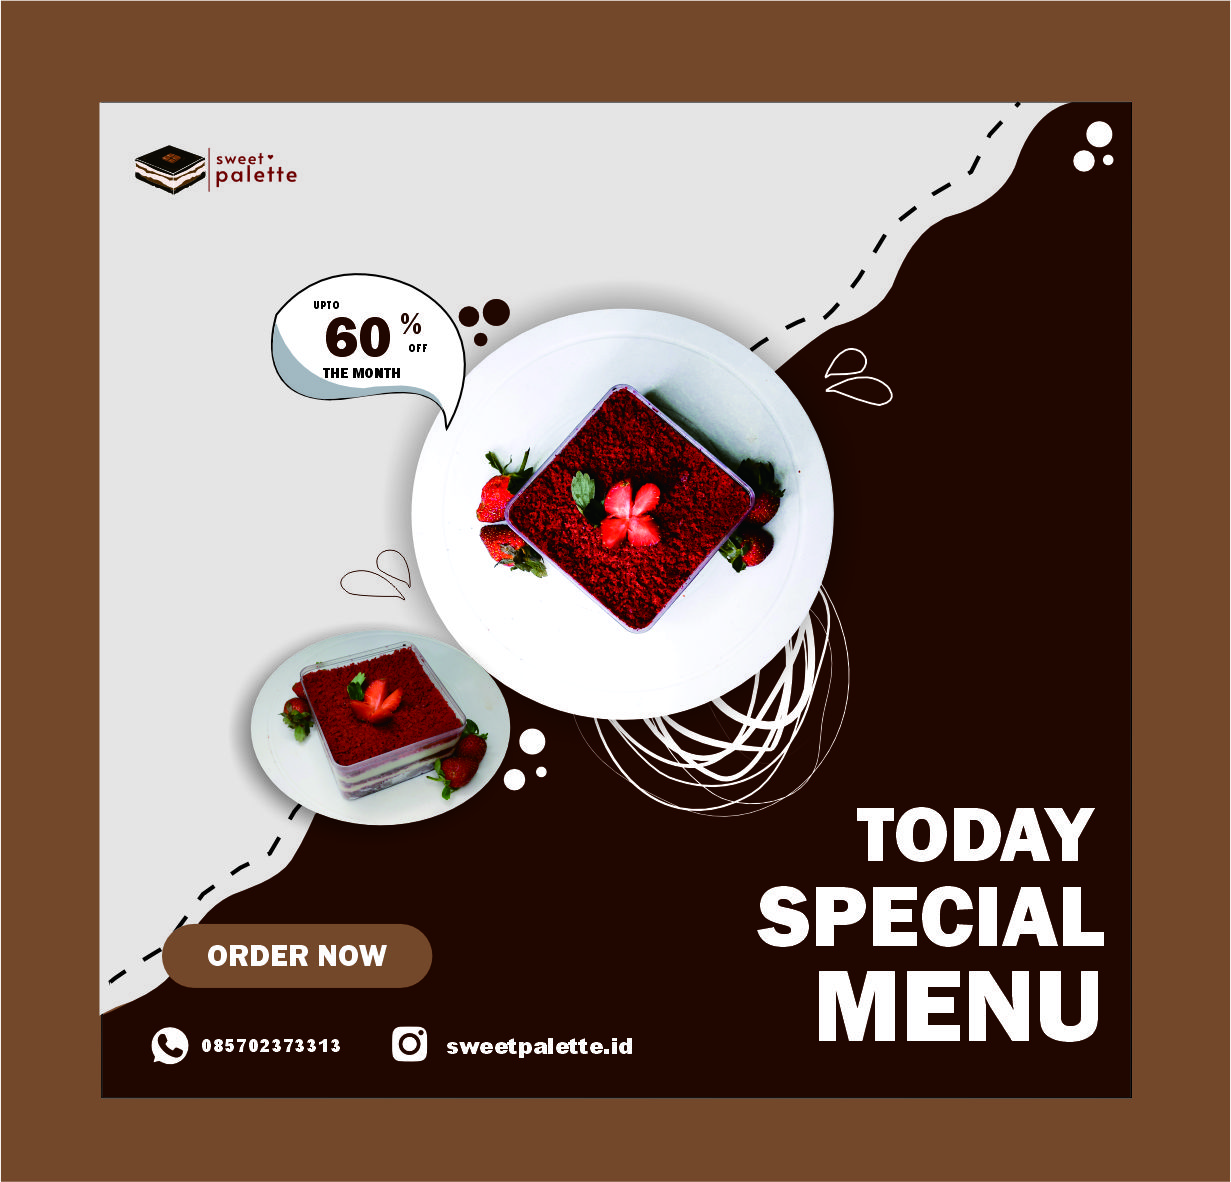 sweet
palette
UPTO
60 %
OFF
THE MONTH
TODAY
SPECIAL
MENU
ORDER NOW
085702373313
sweetpalette.id